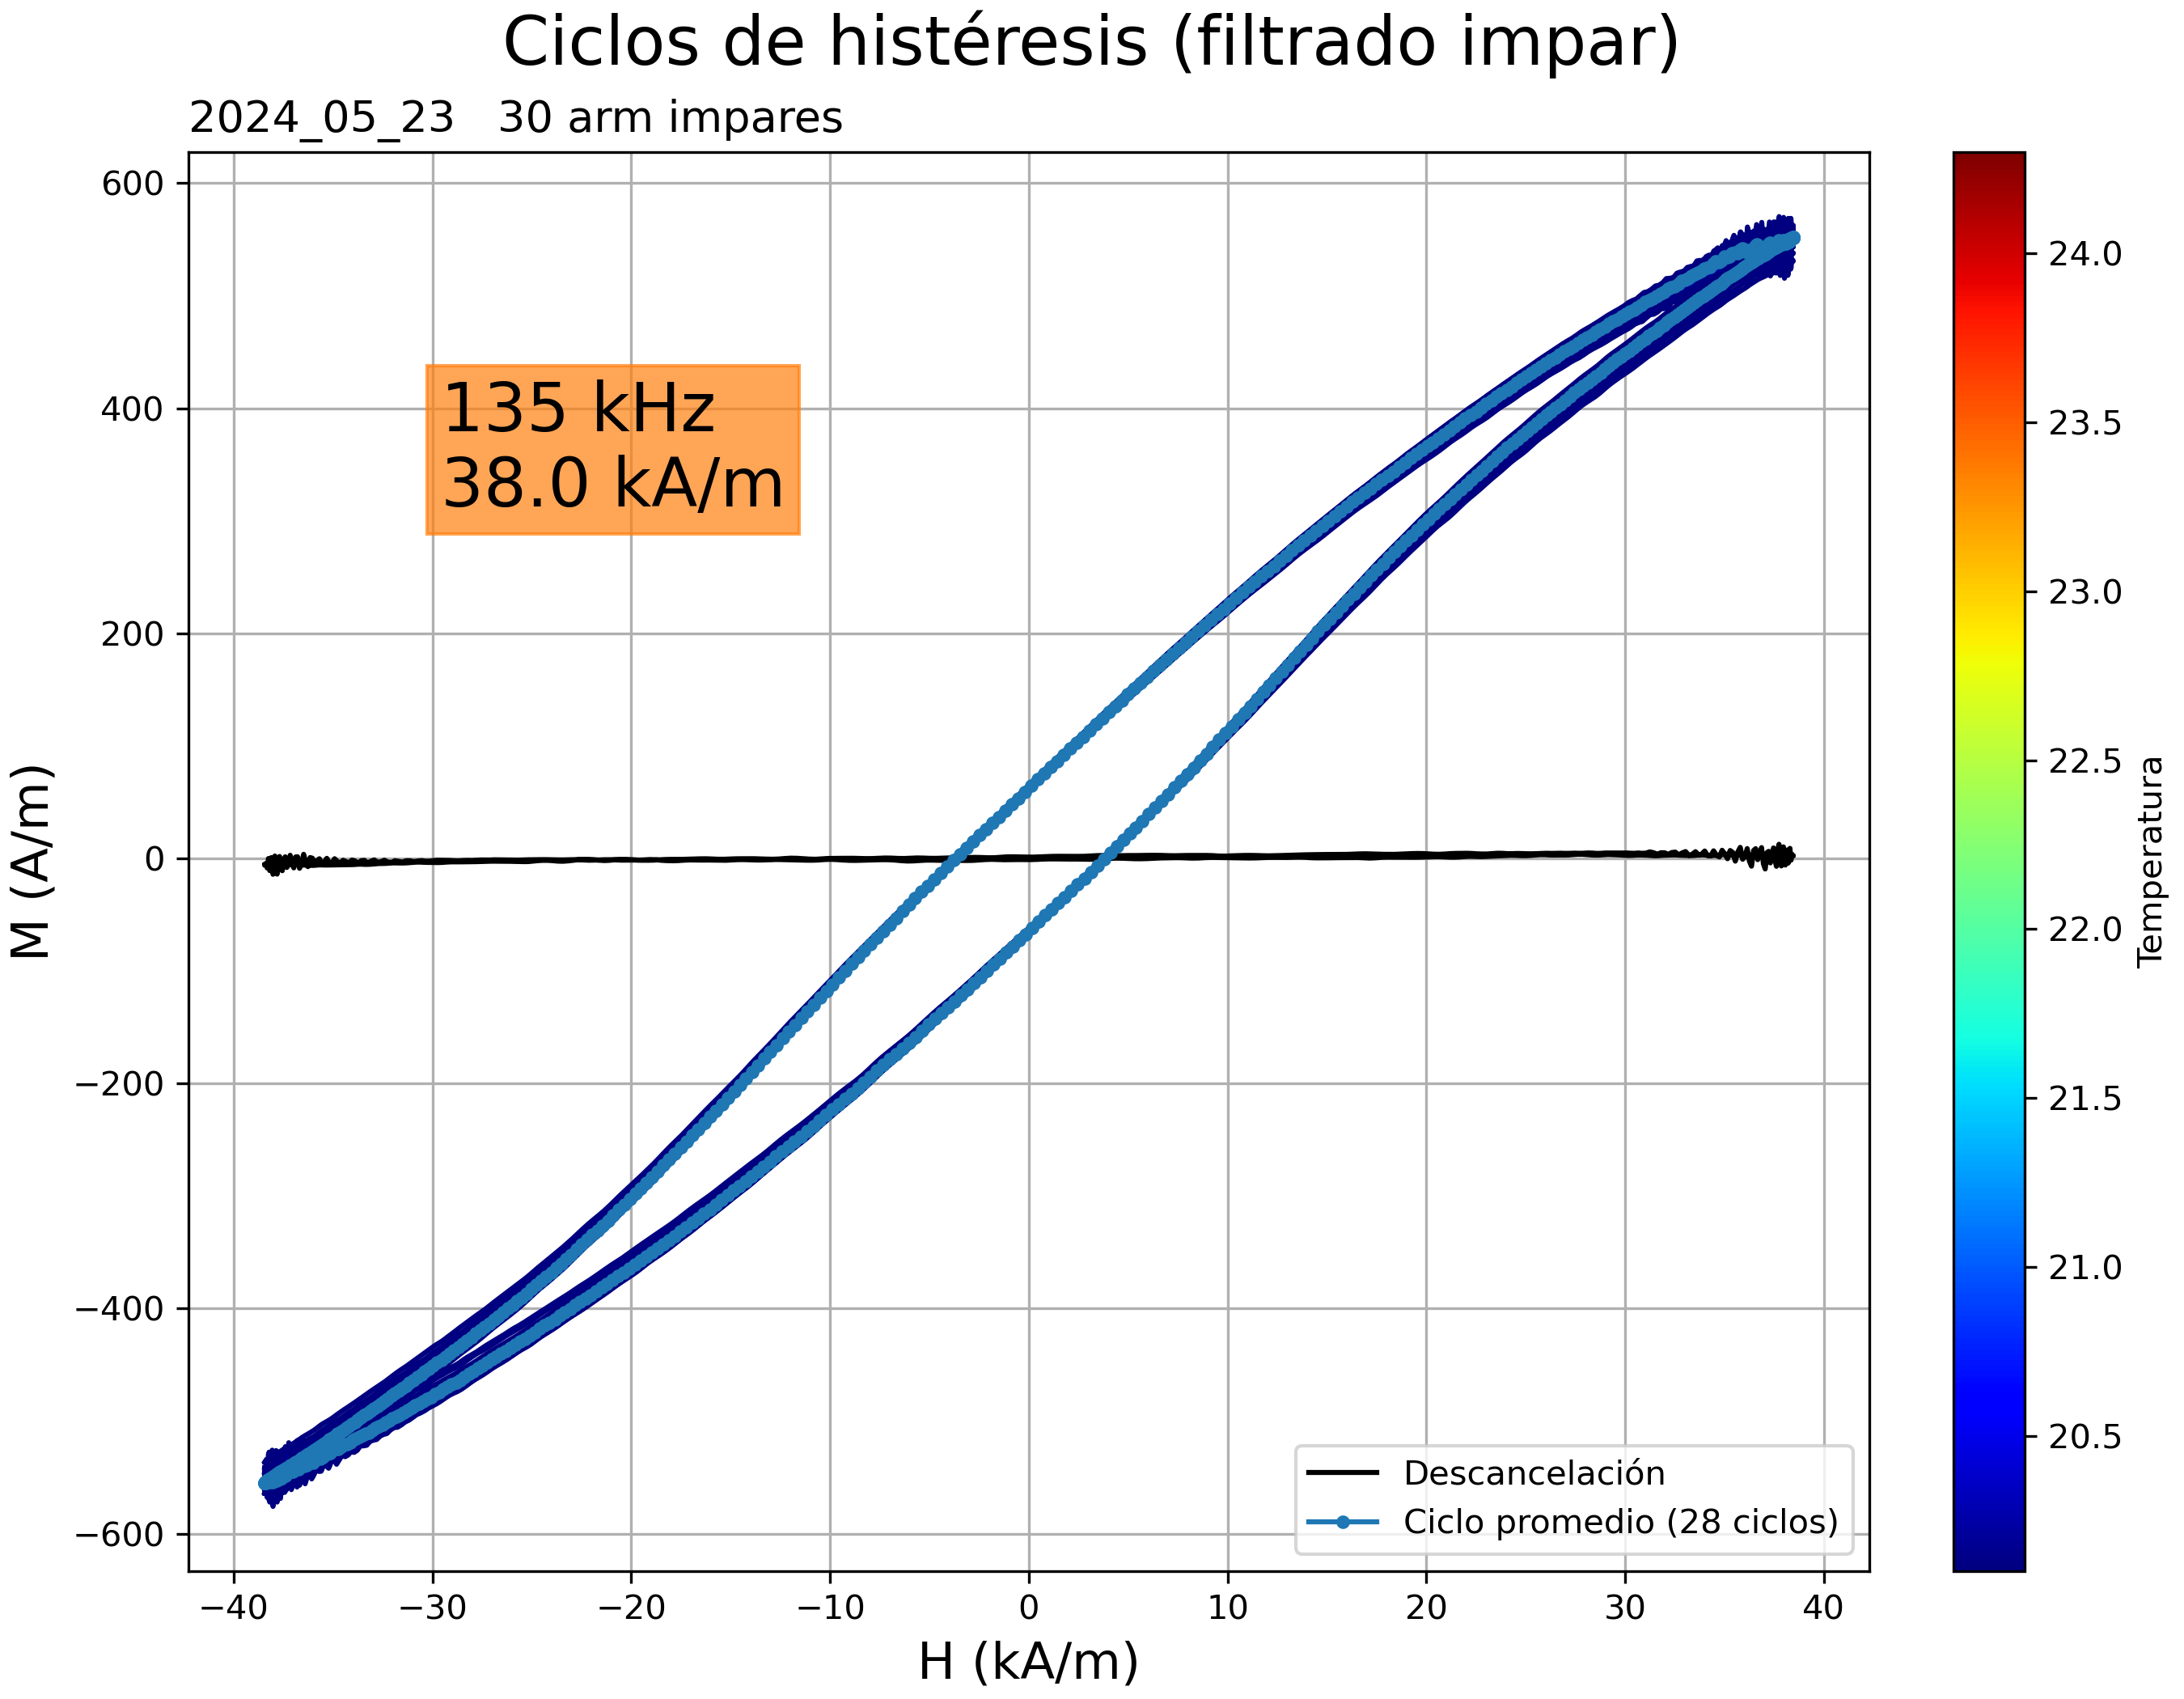 Ciclos de histéresis (filtrado impar)
2024_05_23   30 arm impares
135 kHz
38.0 kA/m
M (A/m)
600
400
200
0
−200
−400
−600
−40
−30
−20
−10
0
10
20
30
40
H (kA/m)
Descancelación
Ciclo promedio (28 ciclos)
24.0
23.5
23.0
22.5
22.0
21.5
21.0
20.5
Temperatura